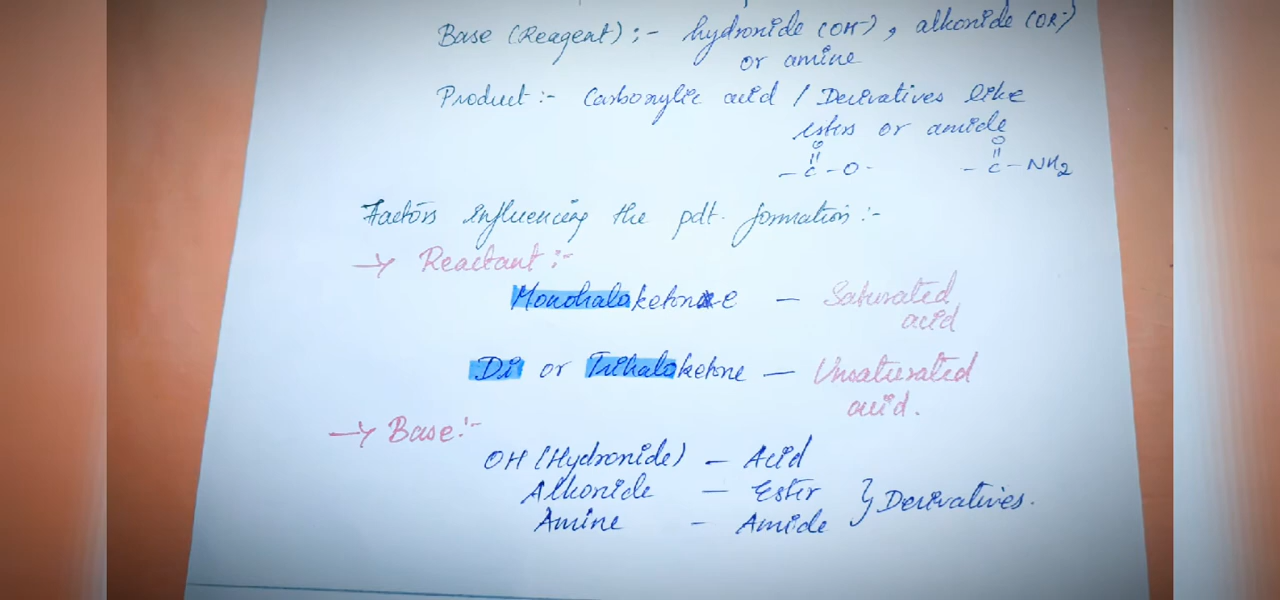 Base (Reagent) :- hydroxide (OH-) , alkoxide (OR-)
or amine
Product :- Carboxylic acid / Derivatives like
esters or amide
O O
|| ||
- C - O - - C - NH2
Factors influencing the pdt. formation :-
→ Reactant :-
Monohaloketone - Saturated
acid
Di or Trihaloketone - Unsaturated
acid.
→ Base :-
OH (Hydroxide) - Acid
Alkoxide - Ester } Derivatives.
Amine - Amide